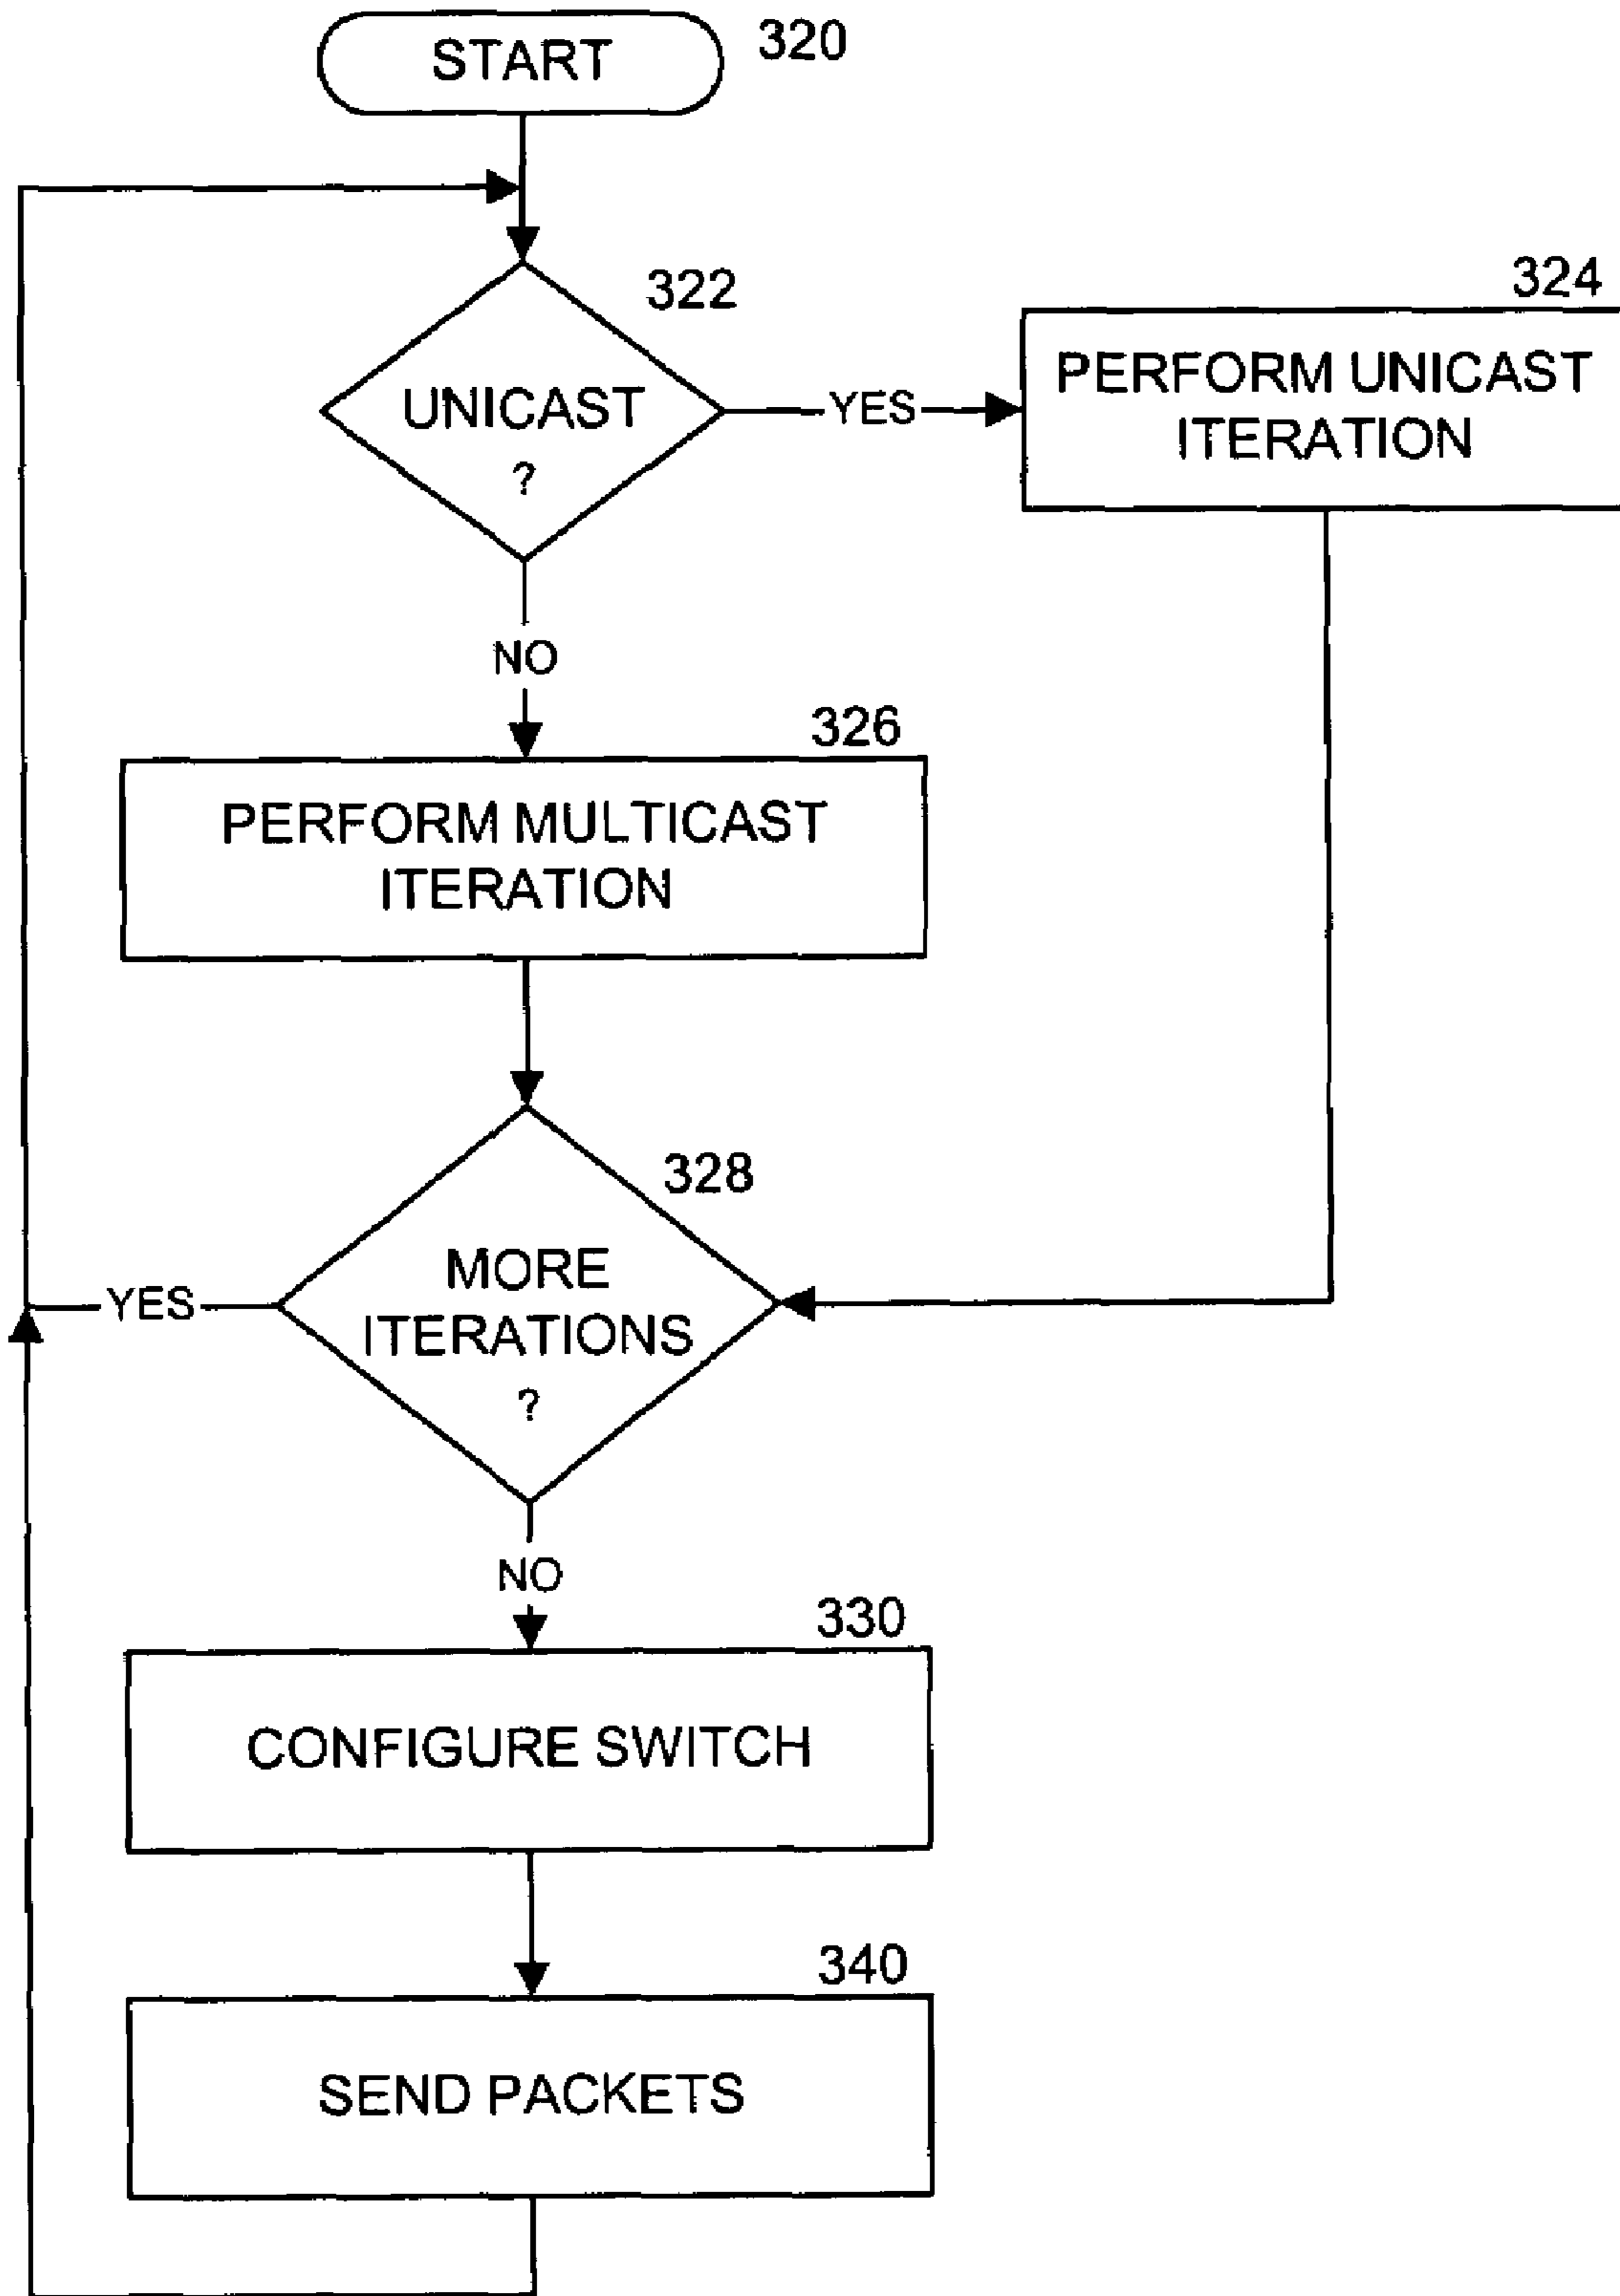 START
320
322
UNICAST
?
YES
324
PERFORM UNICAST
ITERATION
NO
326
PERFORM MULTICAST
ITERATION
328
MORE
ITERATIONS
?
YES
NO
330
CONFIGURE SWITCH
340
SEND PACKETS